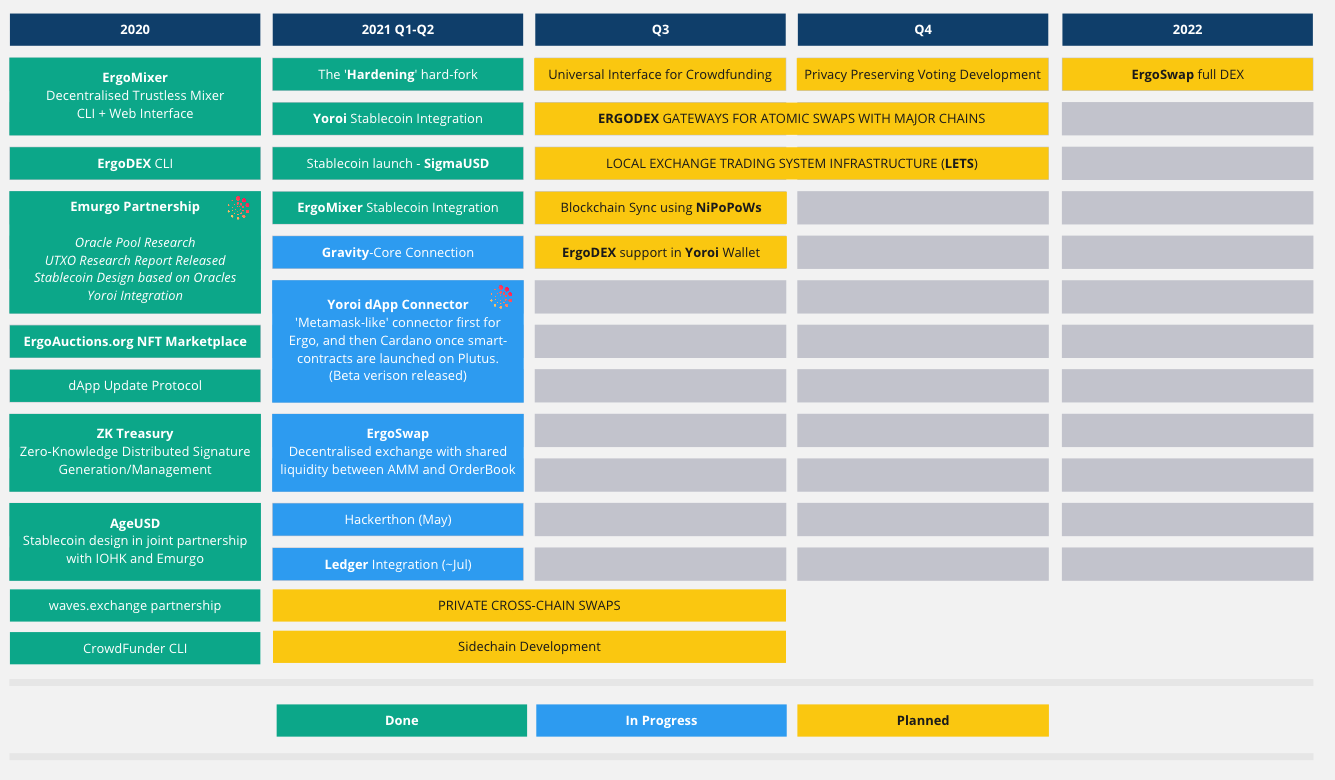 2020
2021 Q1-Q2
Q3
Q4
2022
ErgoMixer
Decentralised Trustless Mixer
CLI + Web Interface
ErgoDEX CLI
Emurgo Partnership
Oracle Pool Research
UTXO Research Report Released
Stablecoin Design based on Oracles
Yoroi Integration
ErgoAuctions.org NFT Marketplace
dApp Update Protocol
ZK Treasury
Zero-Knowledge Distributed Signature
Generation/Management
AgeUSD
Stablecoin design in joint partnership
with IOHK and Emurgo
waves.exchange partnership
CrowdFunder CLI
The 'Hardening' hard-fork
Yoroi Stablecoin Integration
Stablecoin launch - SigmaUSD
ErgoMixer Stablecoin Integration
Gravity-Core Connection
Yoroi dApp Connector
'Metamask-like' connector first for
Ergo, and then Cardano once smart-
contracts are launched on Plutus.
(Beta verison released)
ErgoSwap
Decentralised exchange with shared
liquidity between AMM and OrderBook
Hackerthon (May)
Ledger Integration (~Jul)
PRIVATE CROSS-CHAIN SWAPS
Sidechain Development
Universal Interface for Crowdfunding
ERGODEX GATEWAYS FOR ATOMIC SWAPS WITH MAJOR CHAINS
LOCAL EXCHANGE TRADING SYSTEM INFRASTRUCTURE (LETS)
Blockchain Sync using NiPoPoWs
ErgoDEX support in Yoroi Wallet
Privacy Preserving Voting Development
ErgoSwap full DEX
Done
In Progress
Planned